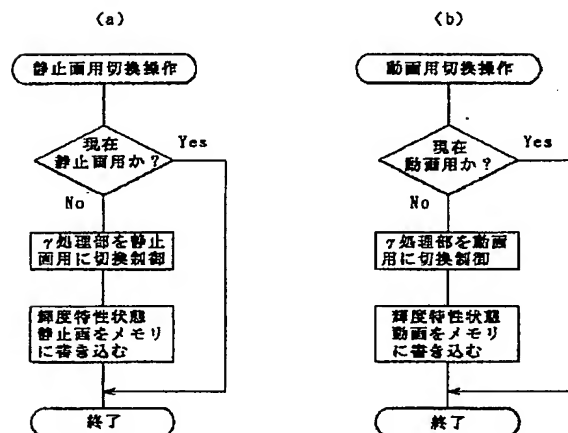 (a)
静止画用切換操作
現在
静止画用か?
Yes
No
γ処理部を静止
画用に切換制御
輝度特性状態
静止画をメモリ
に書き込む
終了
(b)
動画用切換操作
現在
動画用か?
Yes
No
γ処理部を動画
用に切換制御
輝度特性状態
動画をメモリ
に書き込む
終了